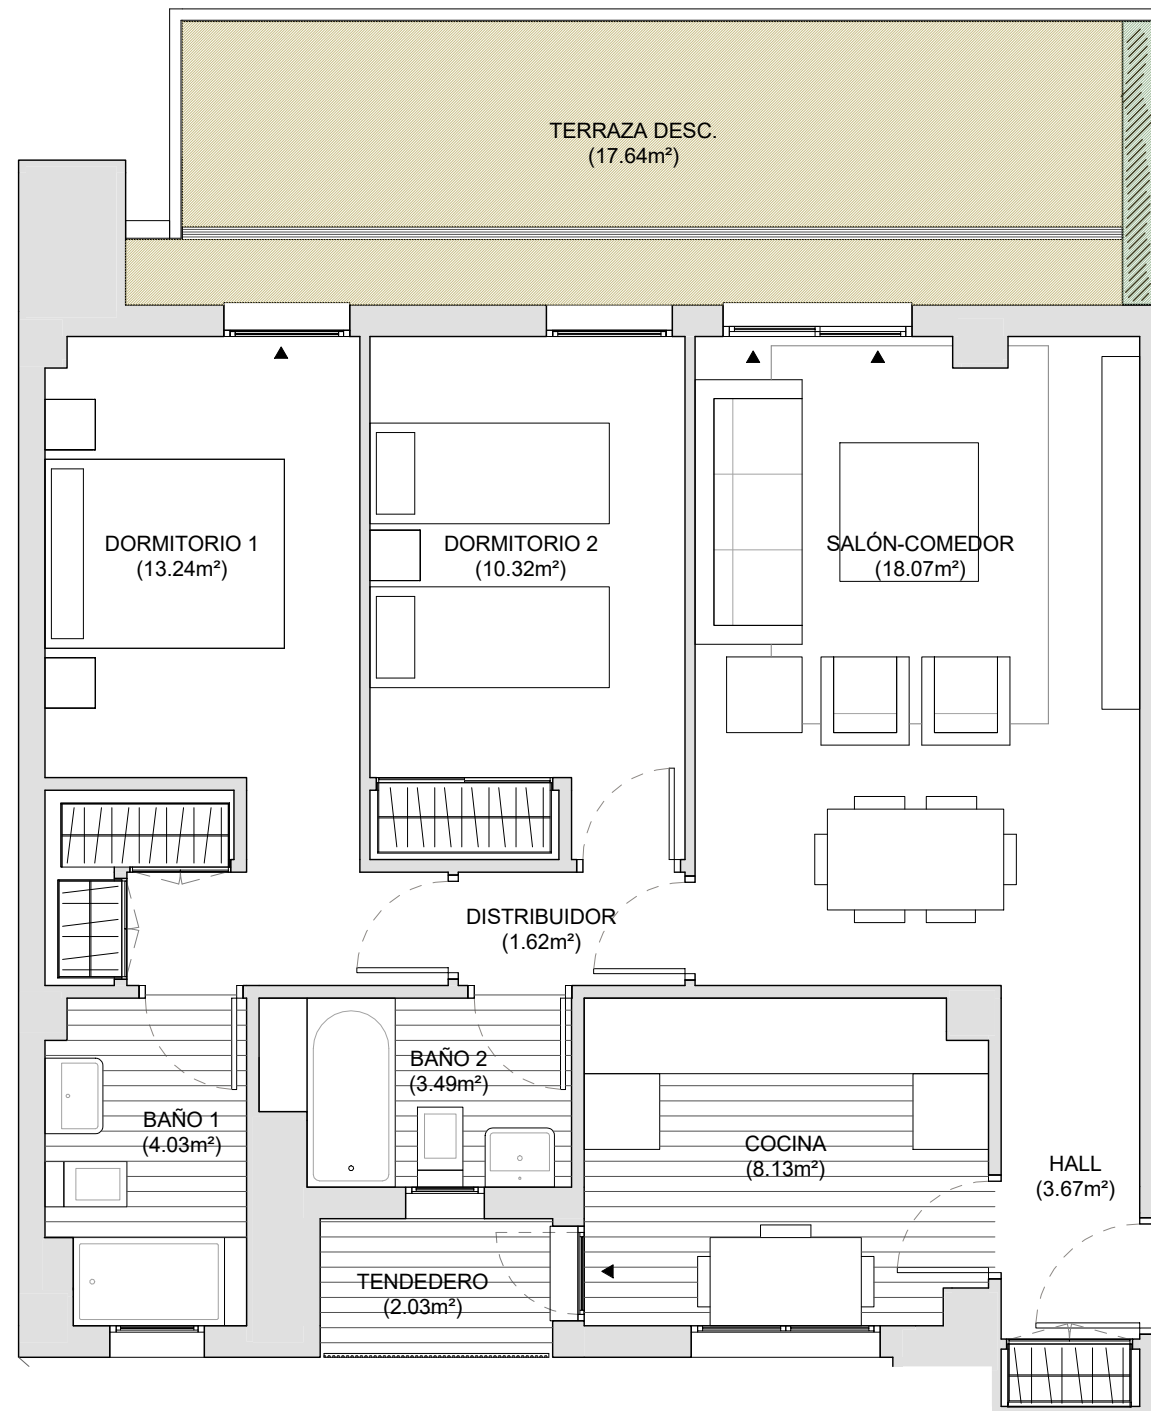 TERRAZA DESC.
(17.64m²)
DORMITORIO 1
(13.24m²)
DORMITORIO 2
(10.32m²)
SALÓN-COMEDOR
(18.07m²)
DISTRIBUIDOR
(1.62m²)
BAÑO 2
(3.49m²)
BAÑO 1
(4.03m²)
COCINA
(8.13m²)
HALL
(3.67m²)
TENDEDERO
(2.03m²)